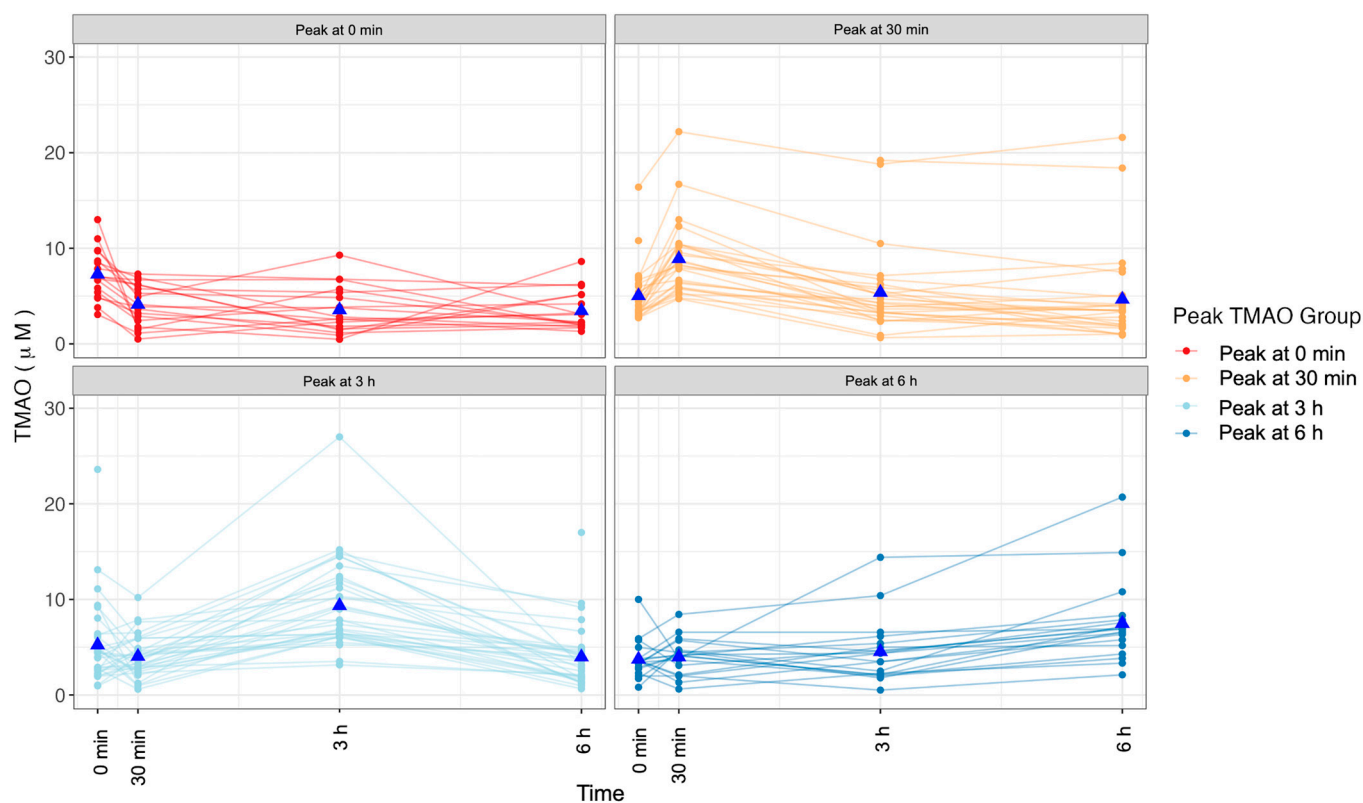 Peak at 0 min
Peak at 30 min
30
20
10
0
Peak at 3 h
Peak at 6 h
30
20
10
0
TMAO ( μ M )
0 min
30 min
3 h
6 h
0 min
30 min
3 h
6 h
Time
Peak TMAO Group
Peak at 0 min
Peak at 30 min
Peak at 3 h
Peak at 6 h